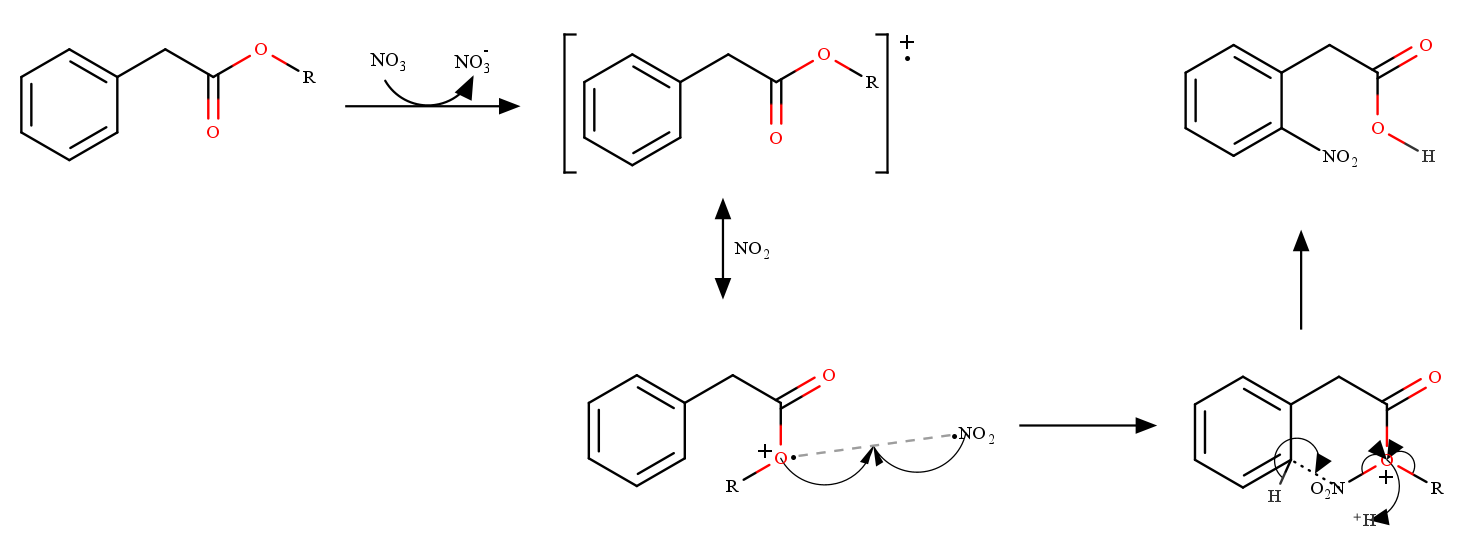 O R O
NO3 NO3-
O R O +•
O O H NO2
NO2
O + O • R •NO2
O O + R O2N H +H